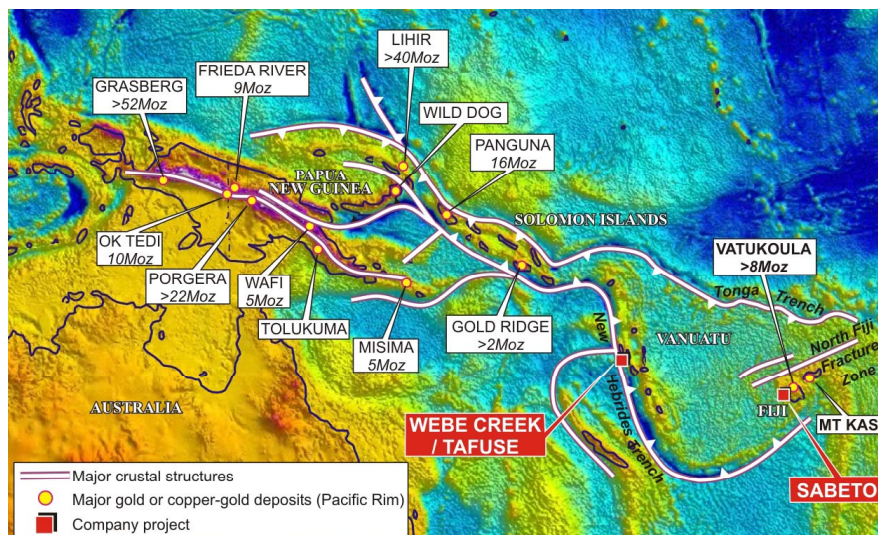 LIHIR
>40Moz
FRIEDA RIVER
9Moz
GRASBERG
>52Moz
WILD DOG
PANGUNA
16Moz
PAPUA
NEW GUINEA
SOLOMON ISLANDS
OK TEDI
10Moz
PORGERA
>22Moz
WAFI
5Moz
TOLUKUMA
MISIMA
5Moz
GOLD RIDGE
>2Moz
VATUKOULA
>8Moz
Tonga Trench
New Hebrides Trench
VANUATU
North Fiji
Fracture
Zone
FIJI
MT KAS
AUSTRALIA
WEBE CREEK
/ TAFUSE
SABETO
Major crustal structures
Major gold or copper-gold deposits (Pacific Rim)
Company project